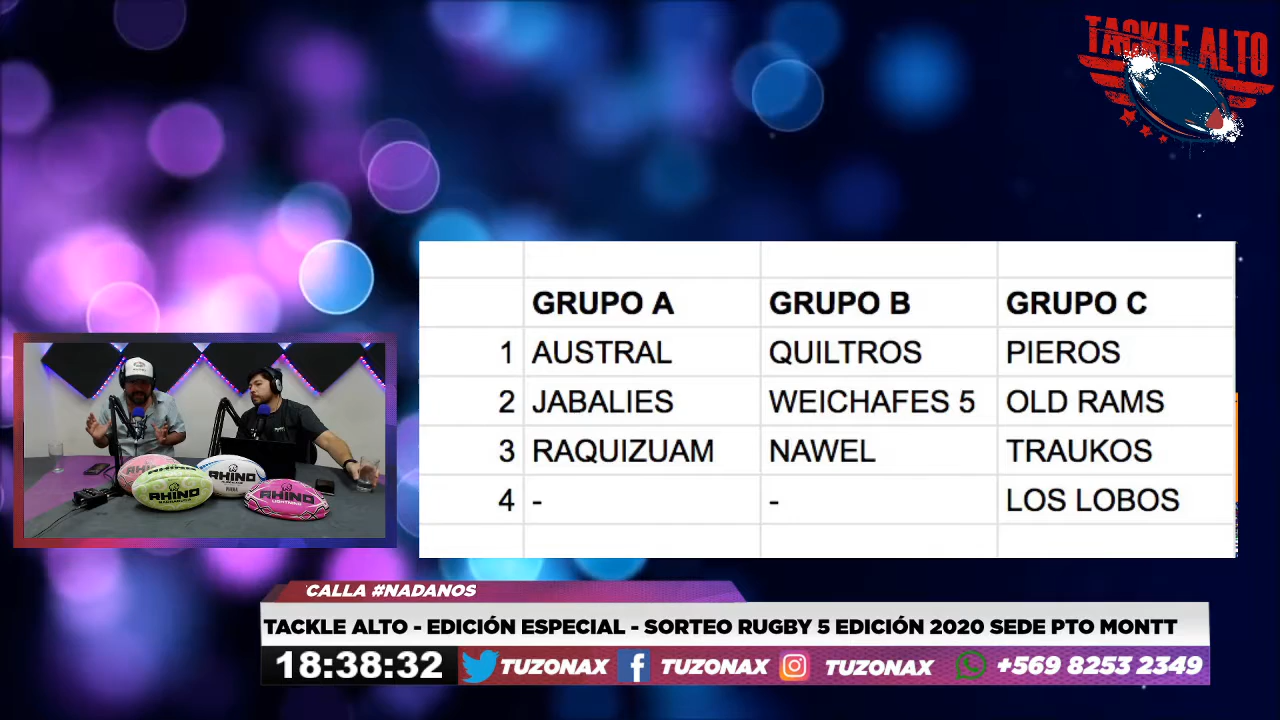 TACKLE ALTO
GRUPO A GRUPO B GRUPO C
1 AUSTRAL QUILTROS PIEROS
2 JABALIES WEICHAFES 5 OLD RAMS
3 RAQUIZUAM NAWEL TRAUKOS
4 - - LOS LOBOS
RHINO
RHINO
RHINO
RHINO
LIGHTNING
'CALLA #NADANOS
TACKLE ALTO - EDICIÓN ESPECIAL - SORTEO RUGBY 5 EDICIÓN 2020 SEDE PTO MONTT
18:38:32 TUZONAX TUZONAX TUZONAX +569 8253 2349